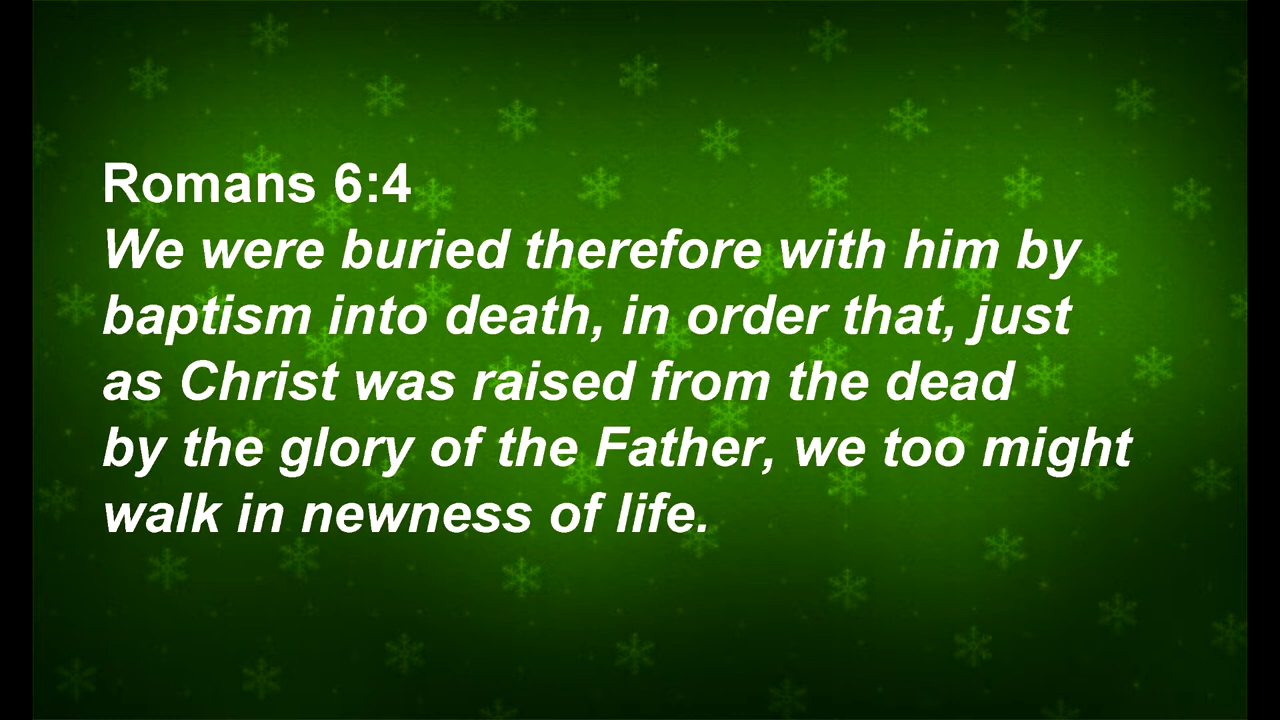 Romans 6:4
We were buried therefore with him by
baptism into death, in order that, just
as Christ was raised from the dead
by the glory of the Father, we too might
walk in newness of life.